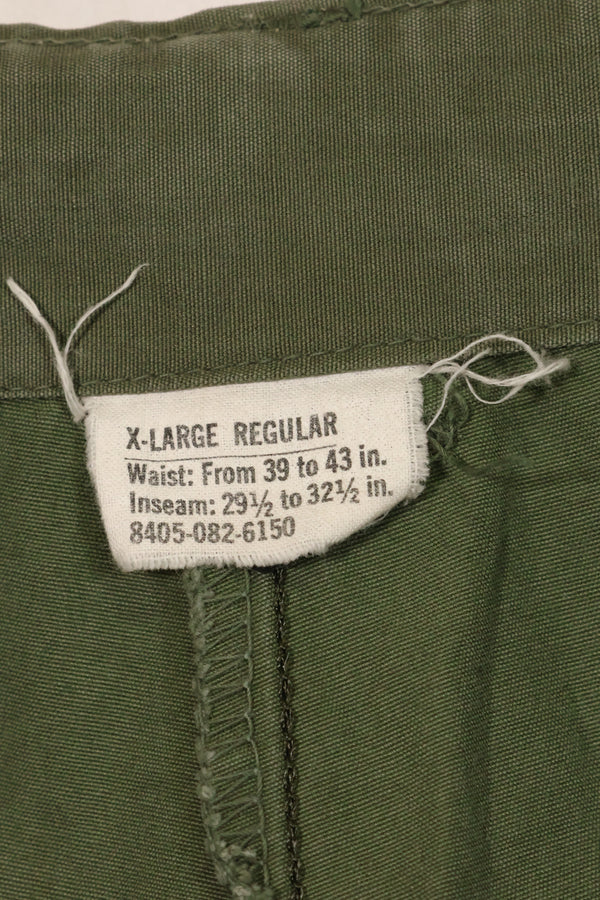 X-LARGE REGULAR
Waist: From 39 to 43 in.
Inseam: 29½ to 32½ in.
8405-082-6150